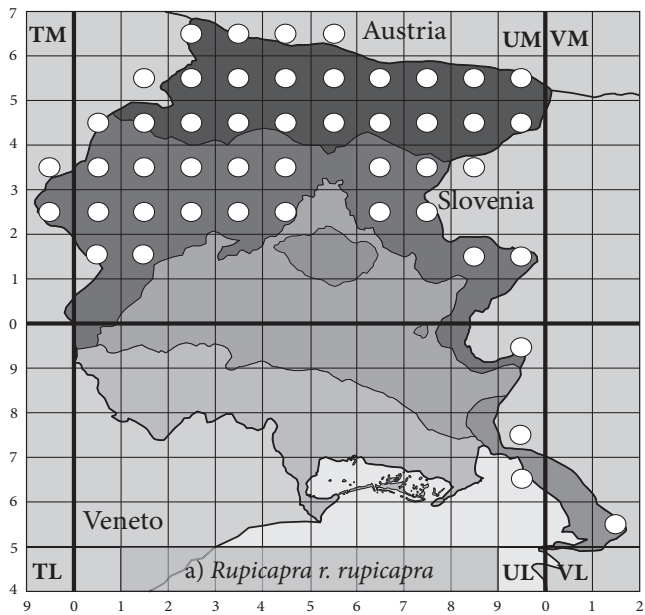 7
TM
Austria
UM
VM
6
5
4
3
Slovenia
2
1
0
9
8
7
6
Veneto
5
TL
a) Rupicapra r. rupicapra
UL
VL
4
9 0 1 2 3 4 5 6 7 8 9 0 1 2